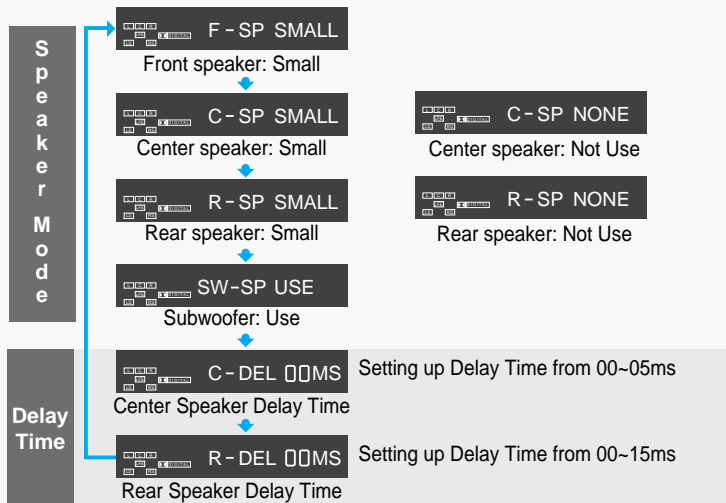 Speaker Mode
F-SP SMALL
Front speaker: Small
C-SP SMALL
Center speaker: Small
C-SP NONE
Center speaker: Not Use
R-SP SMALL
Rear speaker: Small
R-SP NONE
Rear speaker: Not Use
SW-SP USE
Subwoofer: Use
Delay Time
C-DEL 00MS
Center Speaker Delay Time
Setting up Delay Time from 00~05ms
R-DEL 00MS
Rear Speaker Delay Time
Setting up Delay Time from 00~15ms